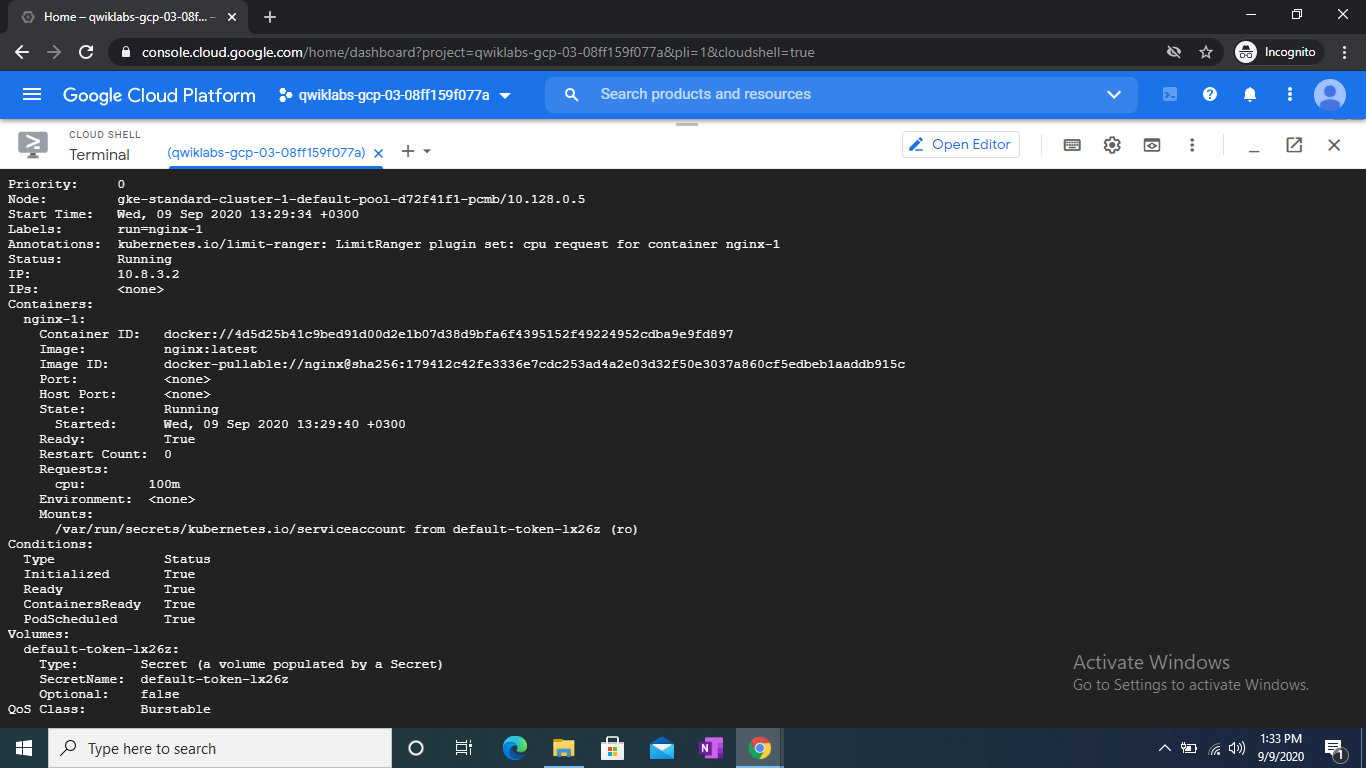 Home – qwiklabs-gcp-03-08f... –
console.cloud.google.com/home/dashboard?project=qwiklabs-gcp-03-08ff159f077a&pli=1&cloudshell=true
Incognito
Google Cloud Platform
qwiklabs-gcp-03-08ff159f077a
Search products and resources
CLOUD SHELL
Terminal
(qwiklabs-gcp-03-08ff159f077a)
Open Editor
Priority: 0
Node: gke-standard-cluster-1-default-pool-d72f41f1-pcmb/10.128.0.5
Start Time: Wed, 09 Sep 2020 13:29:34 +0300
Labels: run=nginx-1
Annotations: kubernetes.io/limit-ranger: LimitRanger plugin set: cpu request for container nginx-1
Status: Running
IP: 10.8.3.2
IPs: <none>
Containers:
nginx-1:
Container ID: docker://4d5d25b41c9bed91d00d2e1b07d38d9bfa6f4395152f49224952cdba9e9fd897
Image: nginx:latest
Image ID: docker-pullable://nginx@sha256:179412c42fe3336e7cdc253ad4a2e03d32f50e3037a860cf5edbeb1aaddb915c
Port: <none>
Host Port: <none>
State: Running
Started: Wed, 09 Sep 2020 13:29:40 +0300
Ready: True
Restart Count: 0
Requests:
cpu: 100m
Environment: <none>
Mounts:
/var/run/secrets/kubernetes.io/serviceaccount from default-token-lx26z (ro)
Conditions:
Type Status
Initialized True
Ready True
ContainersReady True
PodScheduled True
Volumes:
default-token-lx26z:
Type: Secret (a volume populated by a Secret)
SecretName: default-token-lx26z
Optional: false
QoS Class: Burstable
Activate Windows
Go to Settings to activate Windows.
Type here to search
N
1:33 PM
9/9/2020
1